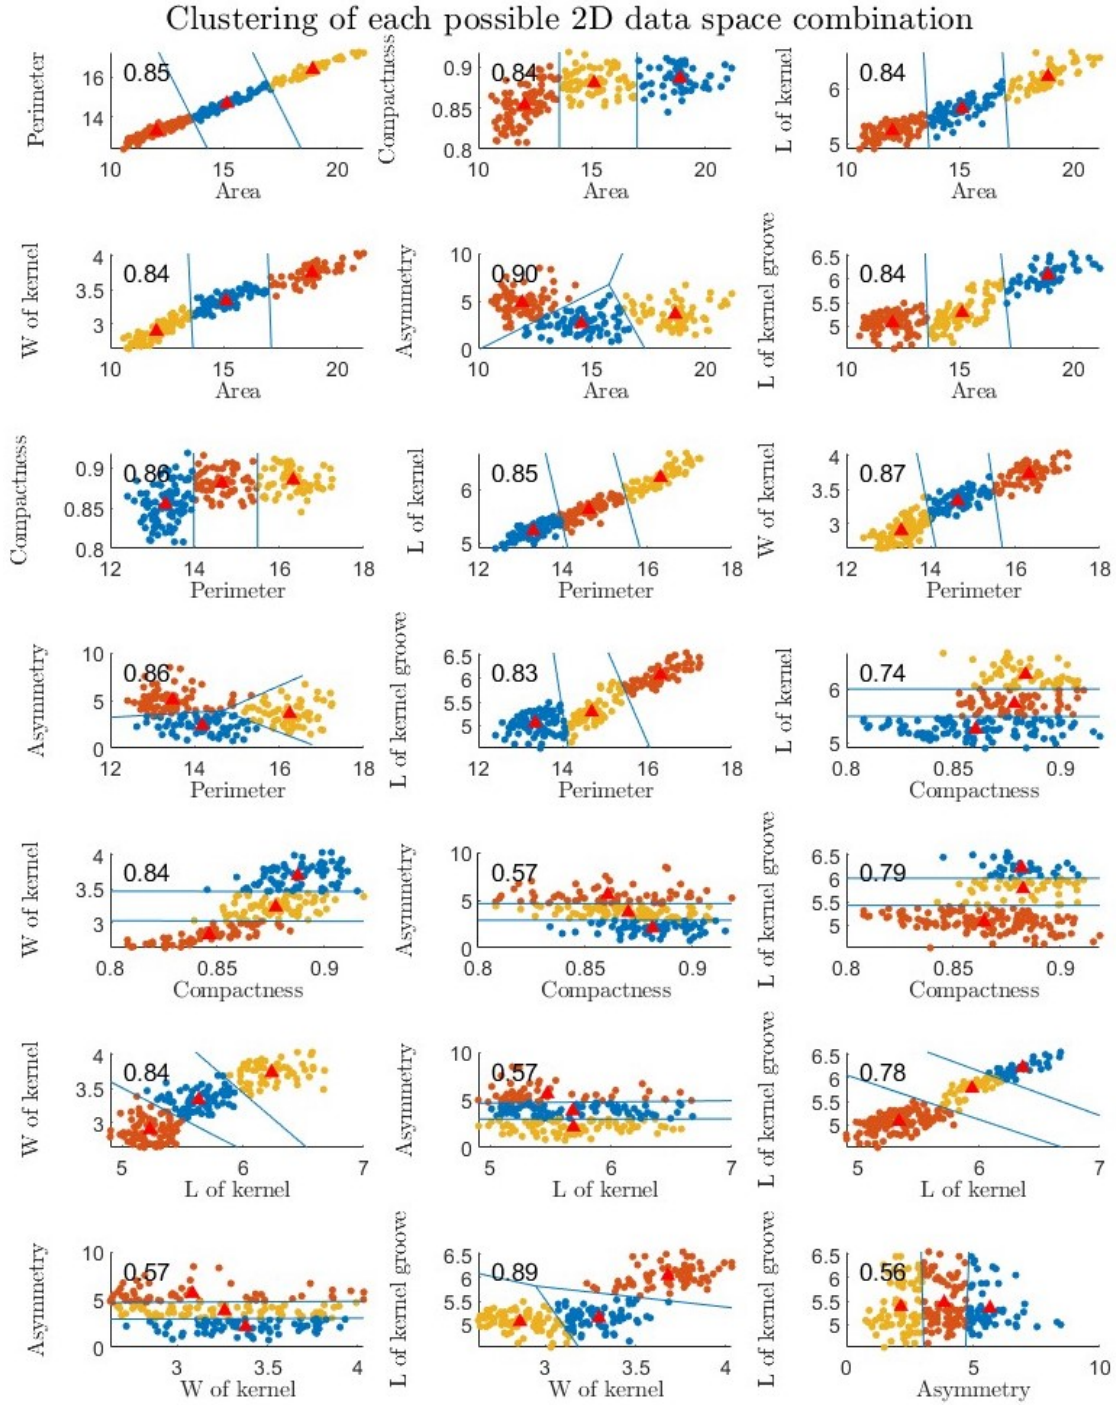 Clustering of each possible 2D data space combination
Perimeter
16
14
0.85
10 15 20
Area
Compactness
0.9
0.85
0.8
0.84
10 15 20
Area
L of kernel
6
5
0.84
10 15 20
Area
W of kernel
4
3.5
3
0.84
10 15 20
Area
Asymmetry
10
5
0
0.90
10 15 20
Area
L of kernel groove
6.5
6
5.5
5
0.84
10 15 20
Area
Compactness
0.9
0.85
0.8
0.86
12 14 16 18
Perimeter
L of kernel
6
5
0.85
12 14 16 18
Perimeter
W of kernel
4
3.5
3
0.87
12 14 16 18
Perimeter
Asymmetry
10
5
0
0.86
12 14 16 18
Perimeter
L of kernel groove
6.5
6
5.5
5
0.83
12 14 16 18
Perimeter
L of kernel
6
5
0.74
0.8 0.85 0.9
Compactness
W of kernel
4
3.5
3
0.84
0.8 0.85 0.9
Compactness
Asymmetry
10
5
0
0.57
0.8 0.85 0.9
Compactness
L of kernel groove
6.5
6
5.5
5
0.79
0.8 0.85 0.9
Compactness
W of kernel
4
3.5
3
0.84
5 6 7
L of kernel
Asymmetry
10
5
0
0.57
5 6 7
L of kernel
L of kernel groove
6.5
6
5.5
5
0.78
5 6 7
L of kernel
Asymmetry
10
5
0
0.57
3 3.5 4
W of kernel
L of kernel groove
6.5
6
5.5
5
0.89
3 3.5 4
W of kernel
L of kernel groove
6.5
6
5.5
5
0.56
0 5 10
Asymmetry